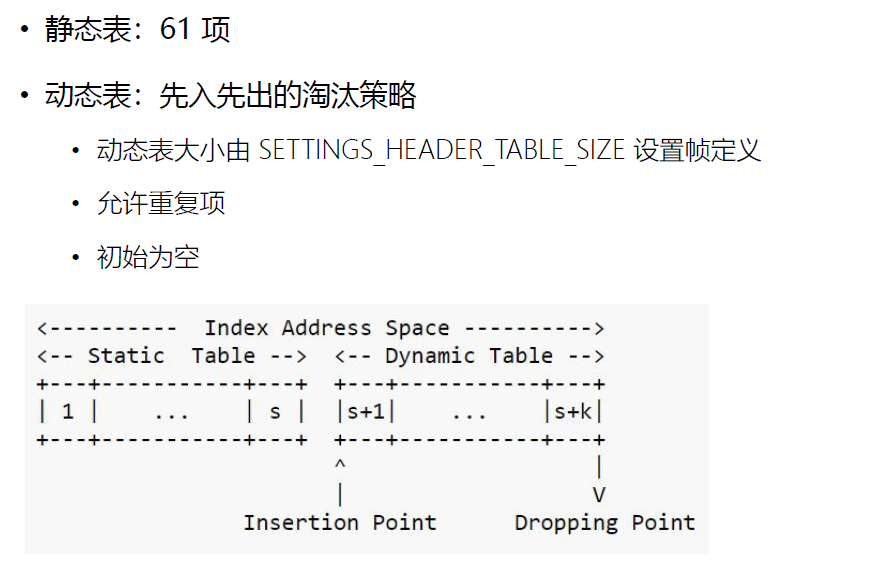 • 静态表：61 项
• 动态表：先入先出的淘汰策略
• 动态表大小由 SETTINGS_HEADER_TABLE_SIZE 设置帧定义
• 允许重复项
• 初始为空
<----------  Index Address Space ---------->
<-- Static  Table -->  <-- Dynamic Table -->
+---+-----------+---+  +---+-----------+---+
| 1 |    ...    | s |  |s+1|    ...    |s+k|
+---+-----------+---+  +---+-----------+---+
                       ^                   |
                       |                   V
                Insertion Point      Dropping Point